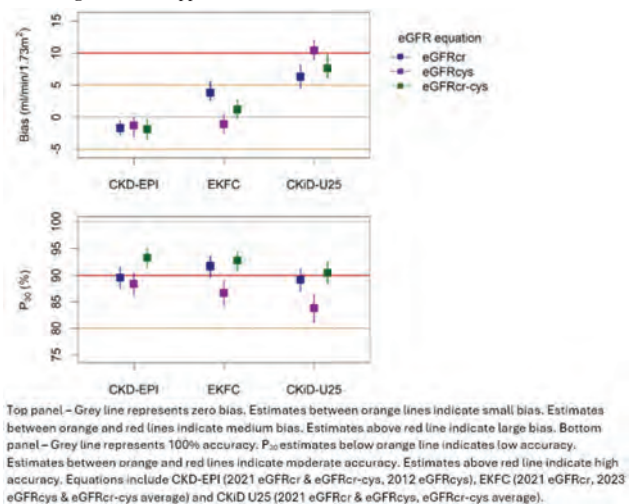 15
eGFR equation
10
eGFRcr
eGFRcys
5
eGFRcr-cys
0
-5
Bias (ml/min/1.73m²)
CKD-EPI EKFC CKiD-U25
100
95
90
85
80
75
P₃₀ (%)
CKD-EPI EKFC CKiD-U25
Top panel – Grey line represents zero bias. Estimates between orange lines indicate small bias. Estimates
between orange and red lines indicate medium bias. Estimates above red line indicate large bias. Bottom
panel – Grey line represents 100% accuracy. P₃₀ estimates below orange line indicates low accuracy.
Estimates between orange and red lines indicate moderate accuracy. Estimates above red line indicate high
accuracy. Equations include CKD-EPI (2021 eGFRcr & eGFRcr-cys, 2012 eGFRcys), EKFC (2021 eGFRcr, 2023
eGFRcys & eGFRcr-cys average) and CKiD U25 (2021 eGFRcr & eGFRcys, eGFRcr-cys average).